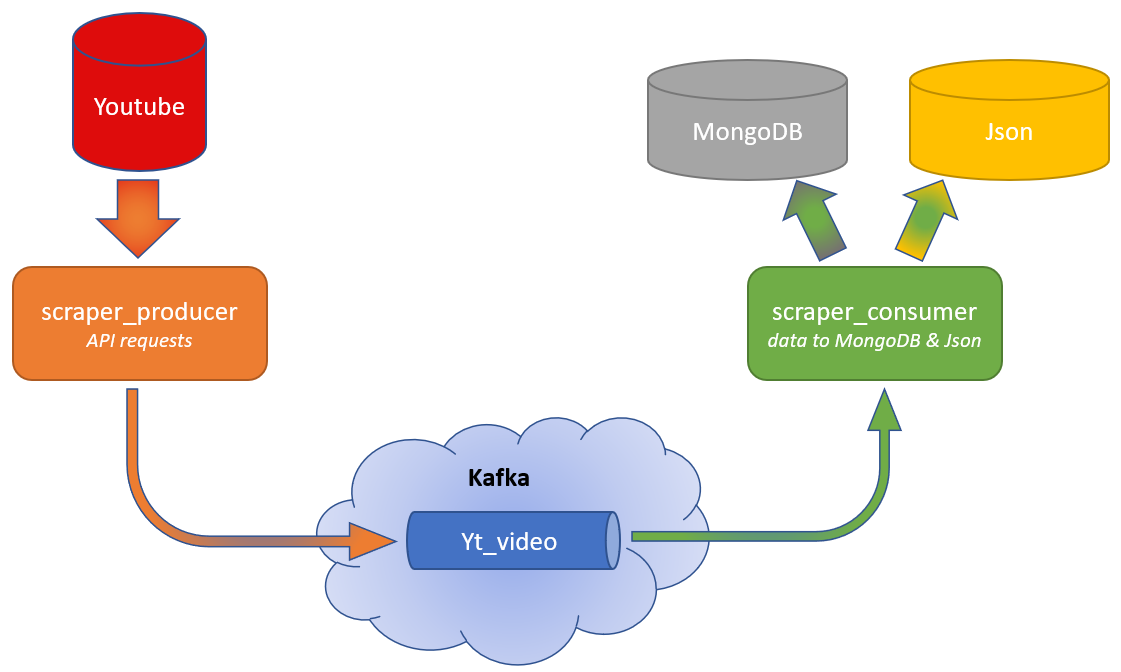 Youtube
MongoDB
Json
scraper_producer
API requests
scraper_consumer
data to MongoDB & Json
Kafka
Yt_video